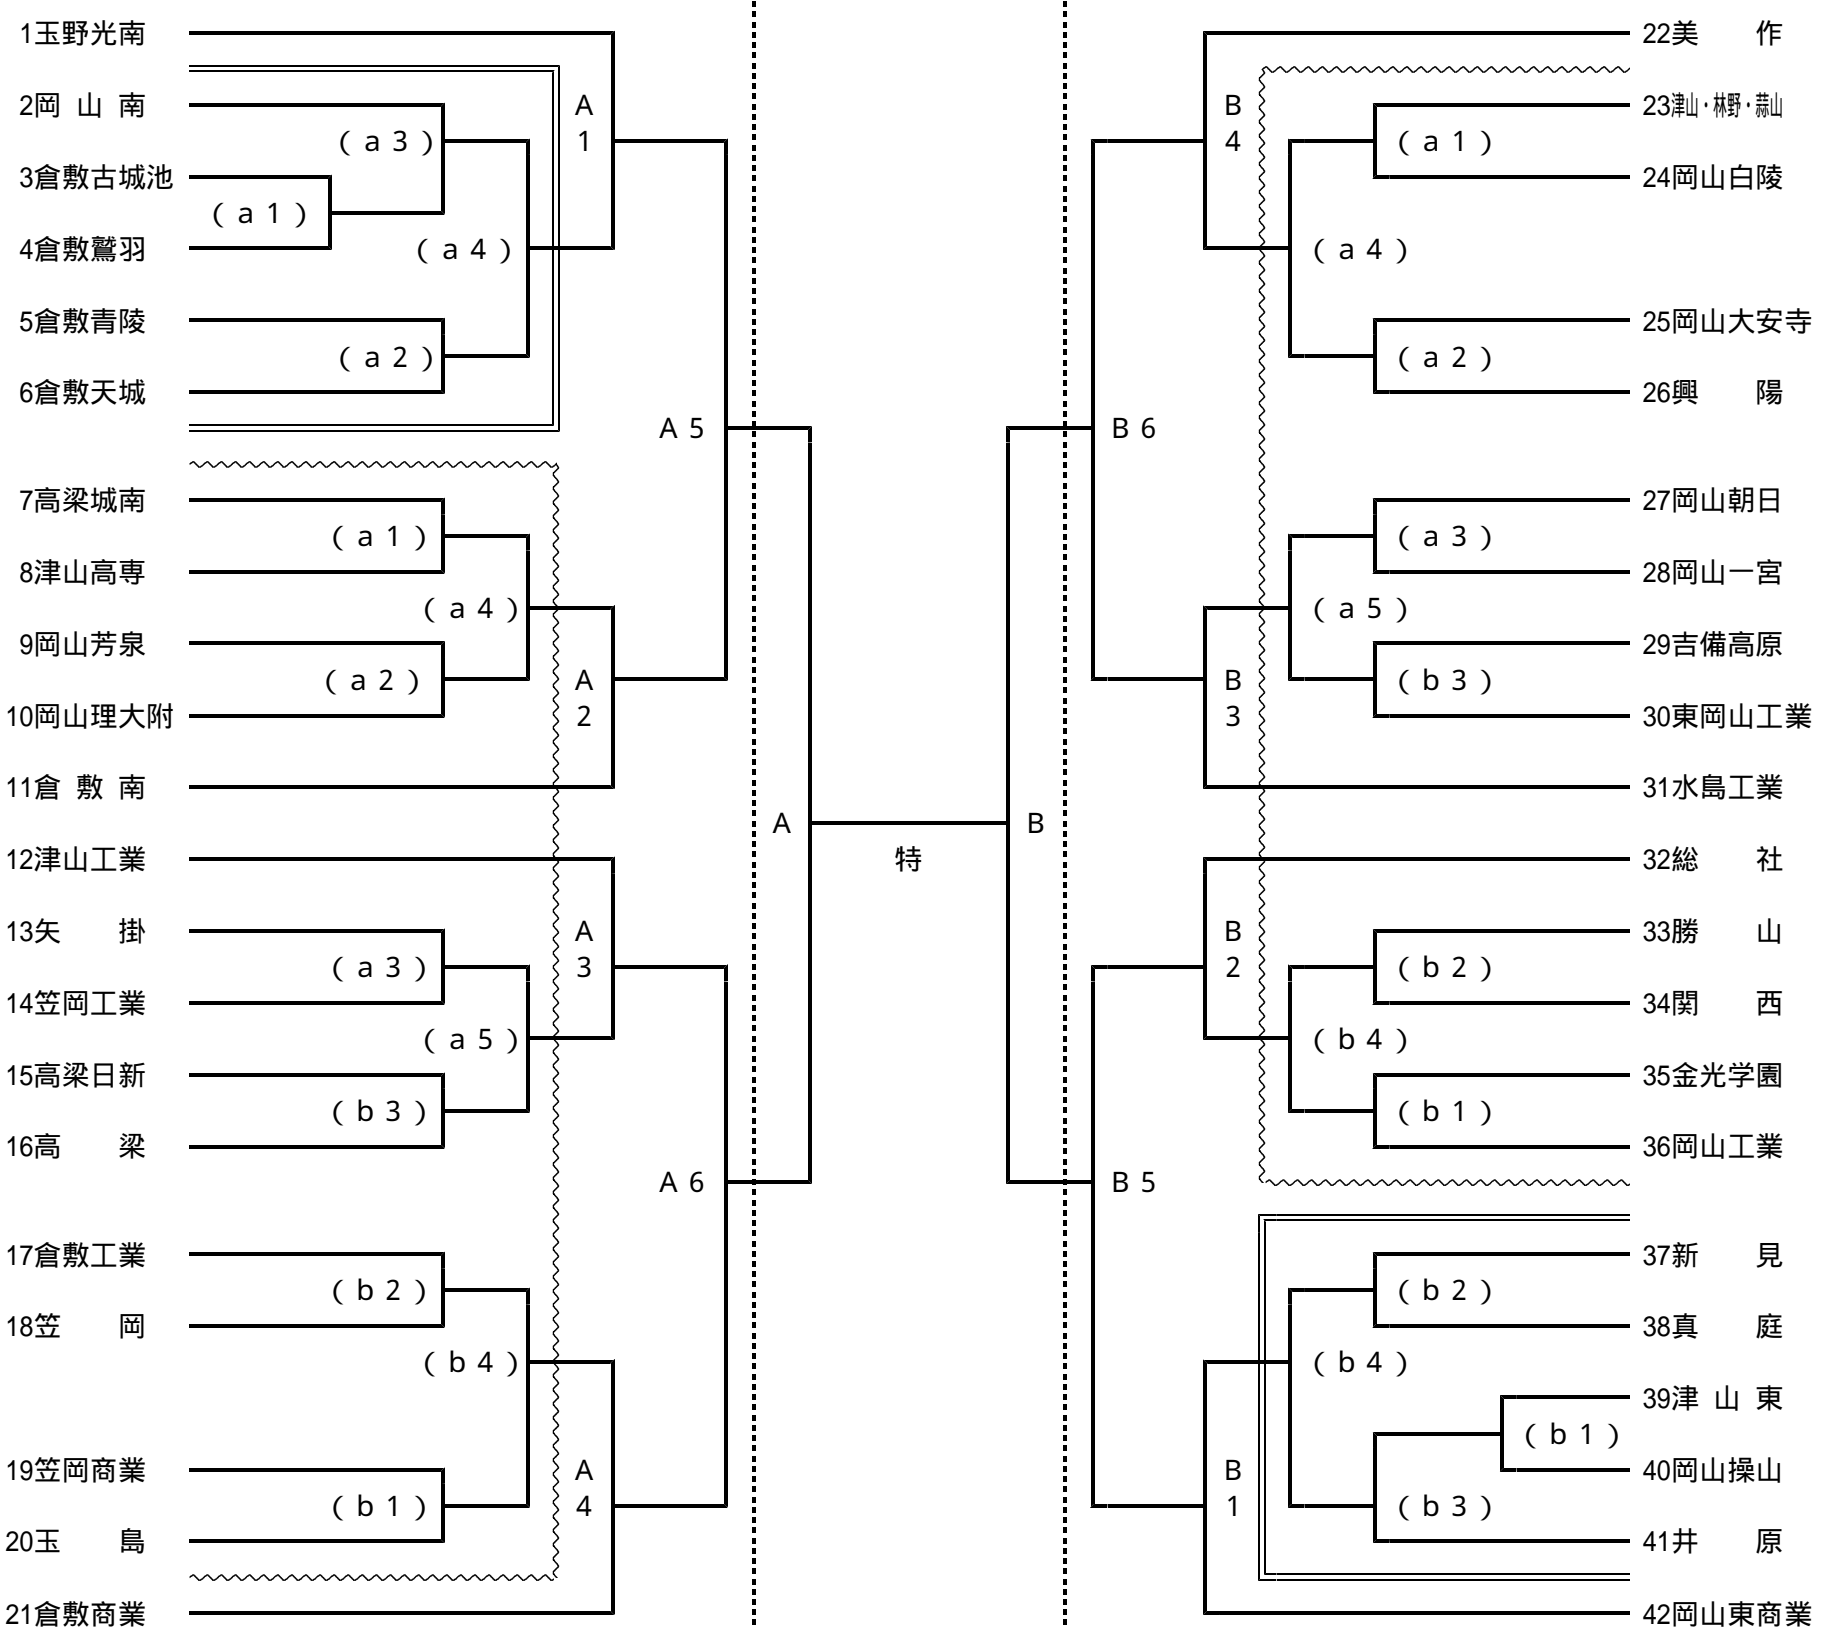 1玉野光南
2岡 山 南
A
1
(a3)
3倉敷古城池
(a1)
4倉敷鷲羽
(a4)
5倉敷青陵
(a2)
6倉敷天城
A5
7高梁城南
(a1)
8津山高専
(a4)
9岡山芳泉
(a2)
A
2
10岡山理大附
11倉 敷 南
A
12津山工業
13矢　　掛
A
3
(a3)
14笠岡工業
(a5)
15高梁日新
(b3)
16高　　梁
A6
17倉敷工業
(b2)
18笠　　岡
(b4)
19笠岡商業
A
4
(b1)
20玉　　島
21倉敷商業
特
22美　　作
B
4
23津山・林野・蒜山
(a1)
24岡山白陵
(a4)
25岡山大安寺
(a2)
26興　　陽
B6
27岡山朝日
(a3)
28岡山一宮
(a5)
29吉備高原
B
3
(b3)
30東岡山工業
31水島工業
B
32総　　社
B
2
33勝　　山
(b2)
34関　　西
(b4)
35金光学園
(b1)
36岡山工業
B5
37新　　見
(b2)
38真　　庭
(b4)
39津 山 東
(b1)
40岡山操山
B
1
(b3)
41井　　原
42岡山東商業